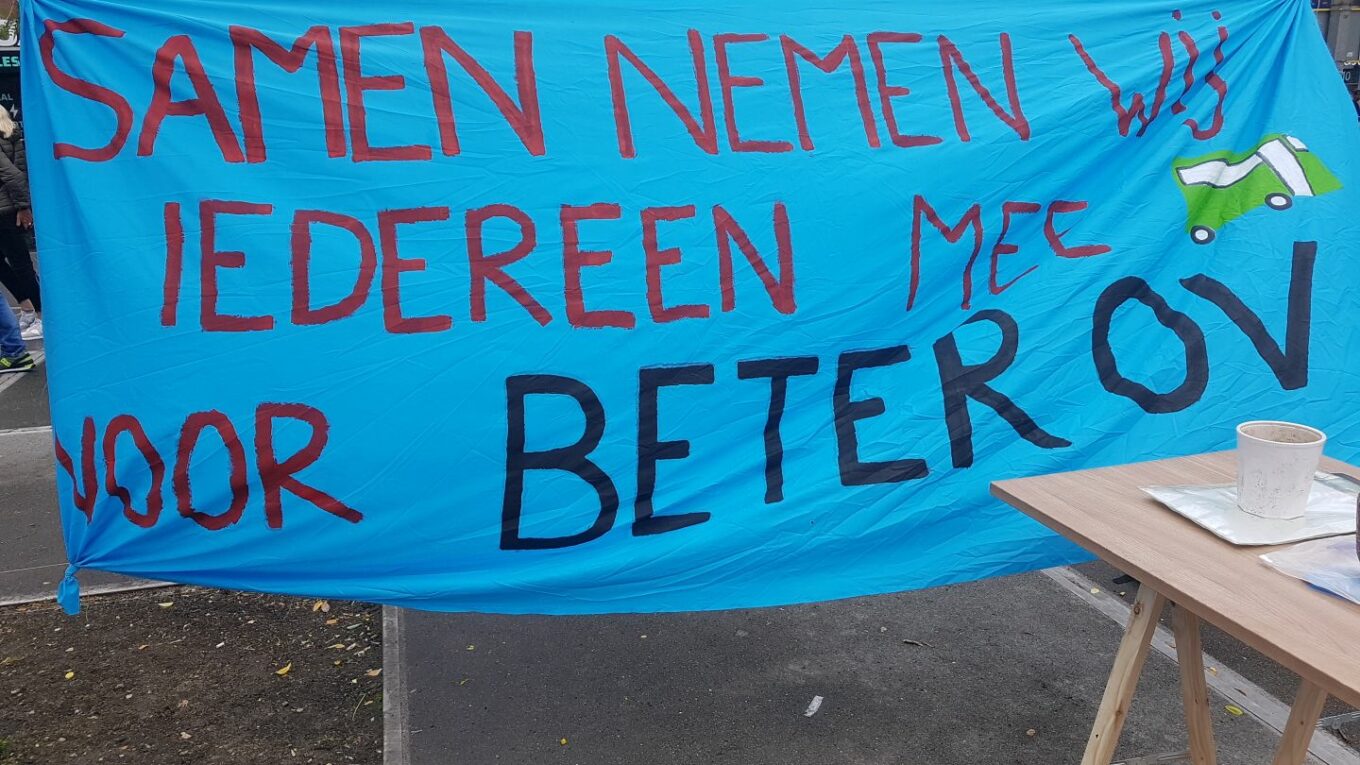 SAMEN NEMEN WIJ
IEDEREEN MEE
VOOR BETER OV